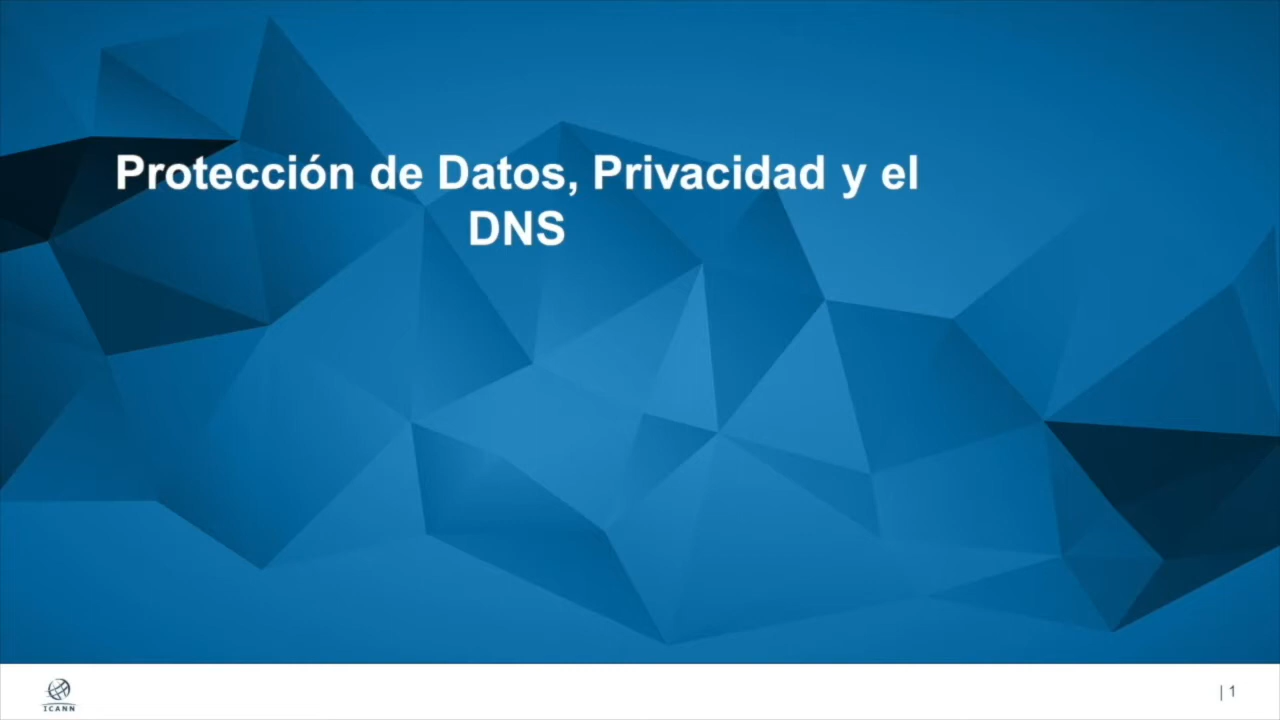 Protección de Datos, Privacidad y el
DNS
ICANN
| 1